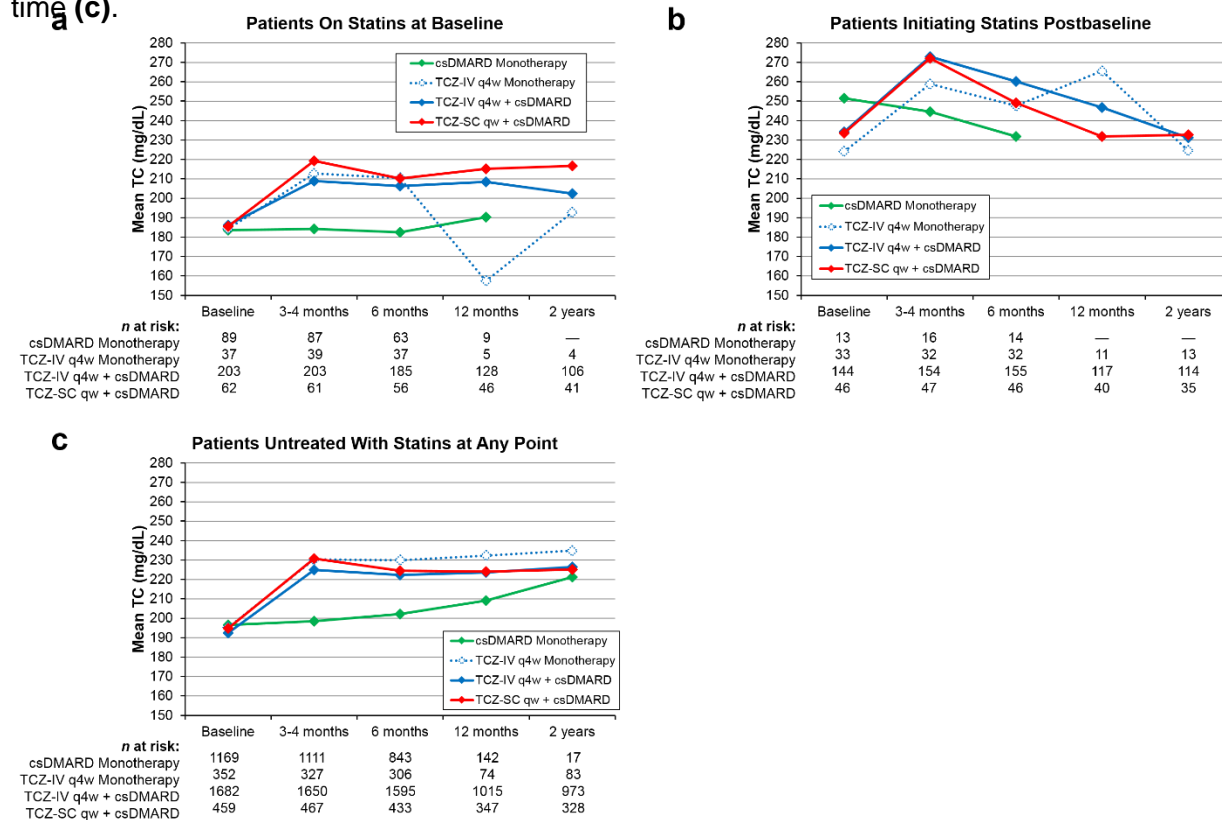 time (c).
a
Patients On Statins at Baseline
Mean TC (mg/dL)
280
270
260
250
240
230
220
210
200
190
180
170
160
150
csDMARD Monotherapy
TCZ-IV q4w Monotherapy
TCZ-IV q4w + csDMARD
TCZ-SC qw + csDMARD
Baseline 3-4 months 6 months 12 months 2 years
n at risk:
csDMARD Monotherapy 89 87 63 9 —
TCZ-IV q4w Monotherapy 37 39 37 5 4
TCZ-IV q4w + csDMARD 203 203 185 128 106
TCZ-SC qw + csDMARD 62 61 56 46 41
b
Patients Initiating Statins Postbaseline
Mean TC (mg/dL)
280
270
260
250
240
230
220
210
200
190
180
170
160
150
csDMARD Monotherapy
TCZ-IV q4w Monotherapy
TCZ-IV q4w + csDMARD
TCZ-SC qw + csDMARD
Baseline 3-4 months 6 months 12 months 2 years
n at risk:
csDMARD Monotherapy 13 16 14 — —
TCZ-IV q4w Monotherapy 33 32 32 11 13
TCZ-IV q4w + csDMARD 144 154 155 117 114
TCZ-SC qw + csDMARD 46 47 46 40 35
c
Patients Untreated With Statins at Any Point
Mean TC (mg/dL)
280
270
260
250
240
230
220
210
200
190
180
170
160
150
csDMARD Monotherapy
TCZ-IV q4w Monotherapy
TCZ-IV q4w + csDMARD
TCZ-SC qw + csDMARD
Baseline 3-4 months 6 months 12 months 2 years
n at risk:
csDMARD Monotherapy 1169 1111 843 142 17
TCZ-IV q4w Monotherapy 352 327 306 74 83
TCZ-IV q4w + csDMARD 1682 1650 1595 1015 973
TCZ-SC qw + csDMARD 459 467 433 347 328